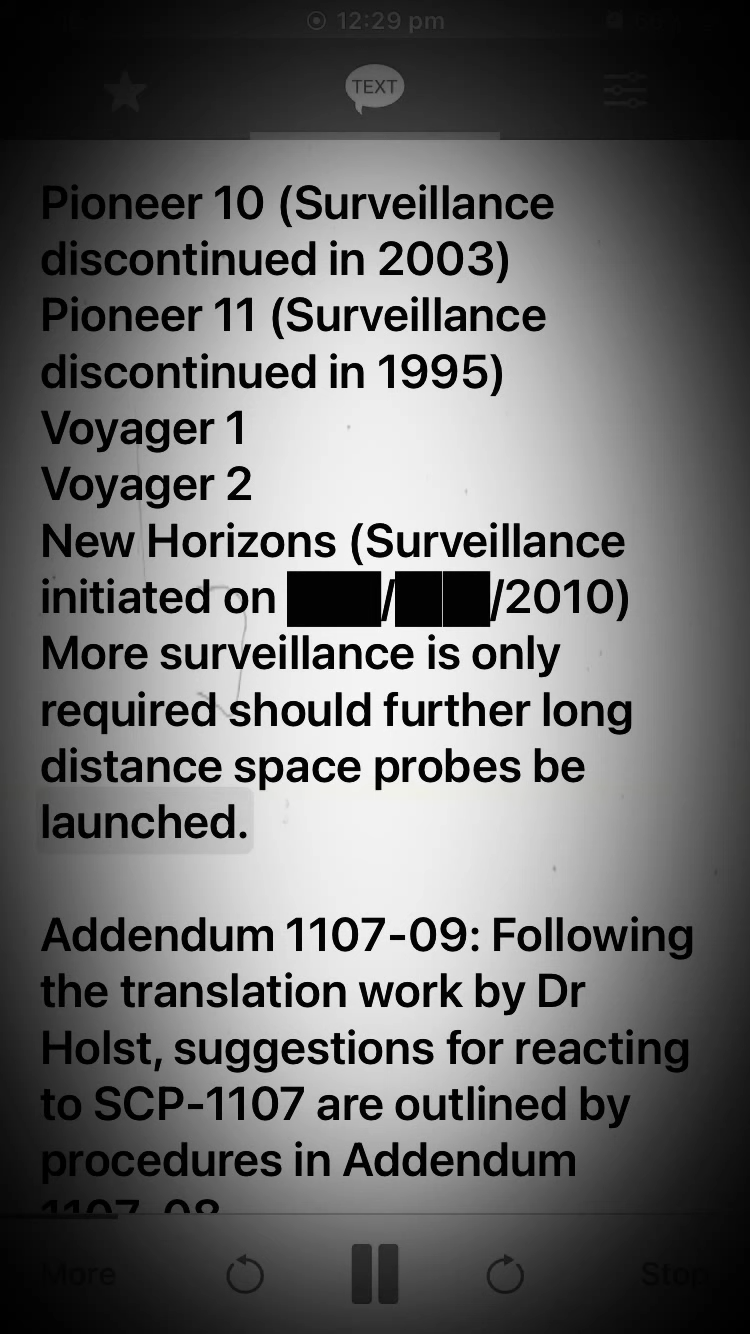 12:29 pm
TEXT
Pioneer 10 (Surveillance
discontinued in 2003)
Pioneer 11 (Surveillance
discontinued in 1995)
Voyager 1
Voyager 2
New Horizons (Surveillance
initiated on ███/██ █/2010)
More surveillance is only
required should further long
distance space probes be
launched.
Addendum 1107-09: Following
the translation work by Dr
Holst, suggestions for reacting
to SCP-1107 are outlined by
procedures in Addendum
1107-08
More
Stop